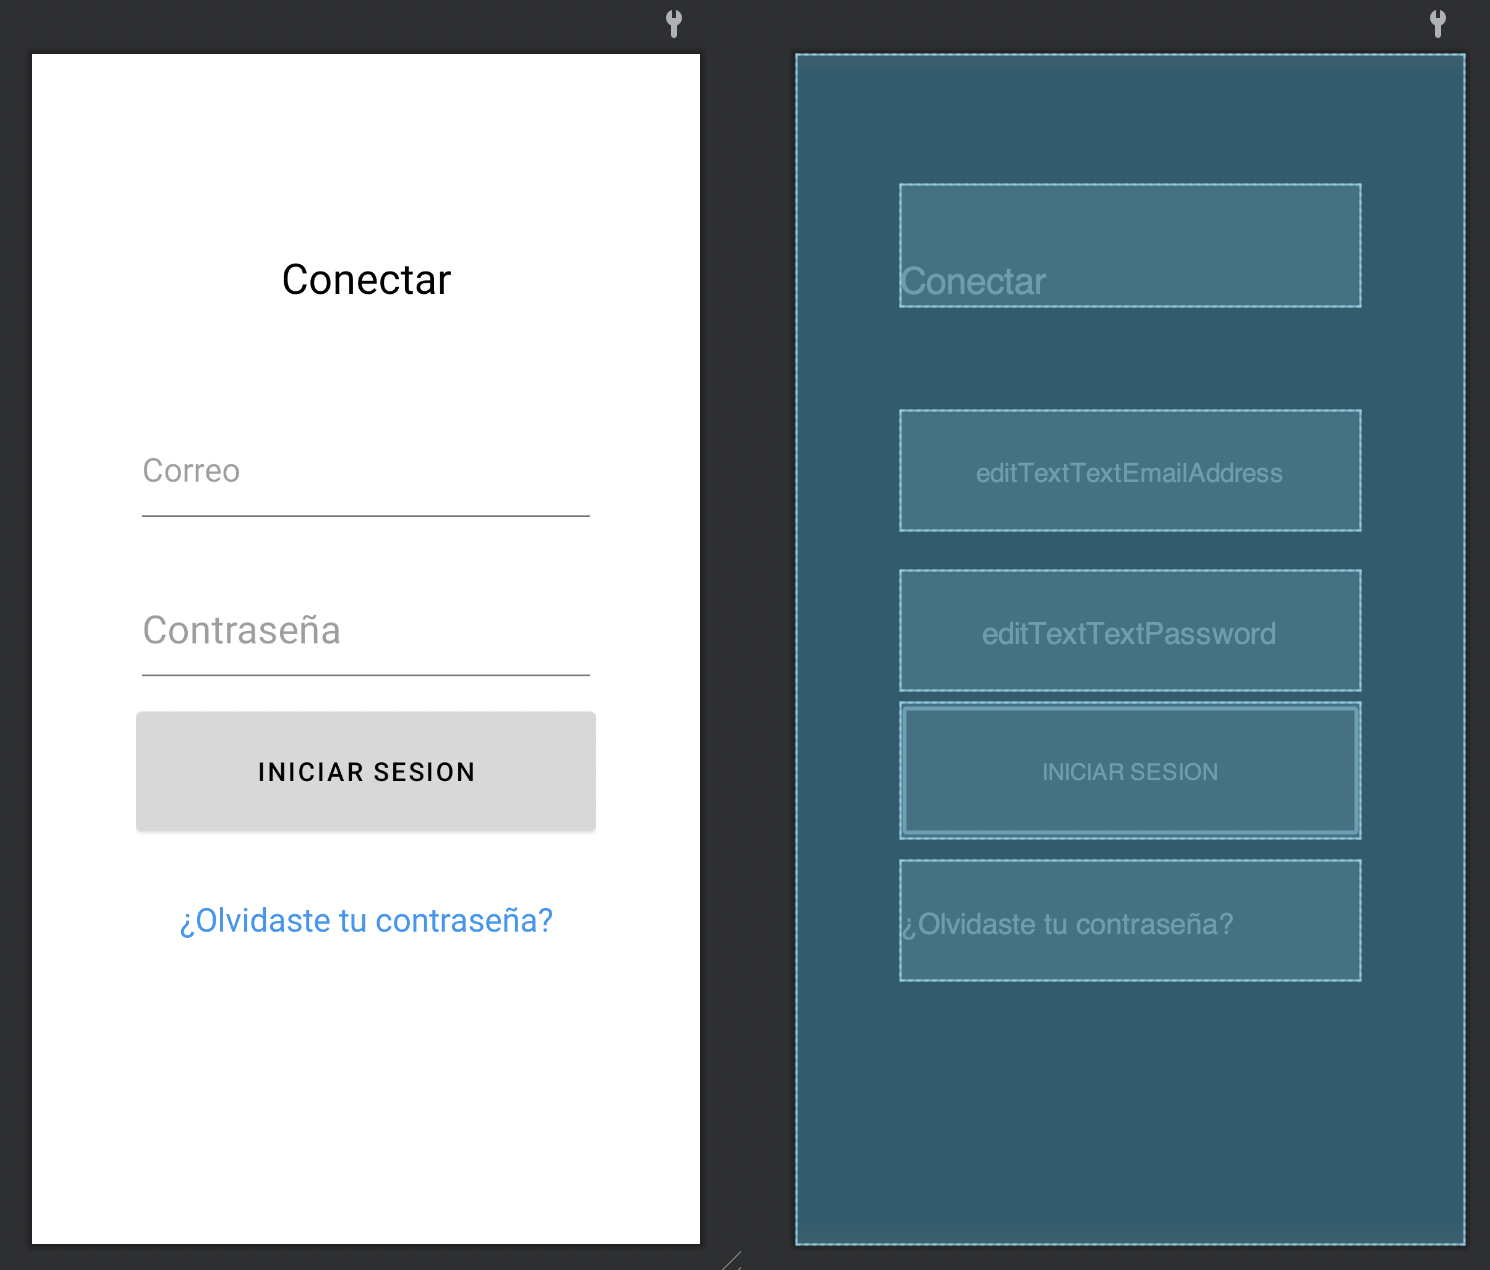 Conectar
Correo
Contraseña
INICIAR SESION
¿Olvidaste tu contraseña?
Conectar
editTextTextEmailAddress
editTextTextPassword
INICIAR SESION
¿Olvidaste tu contraseña?